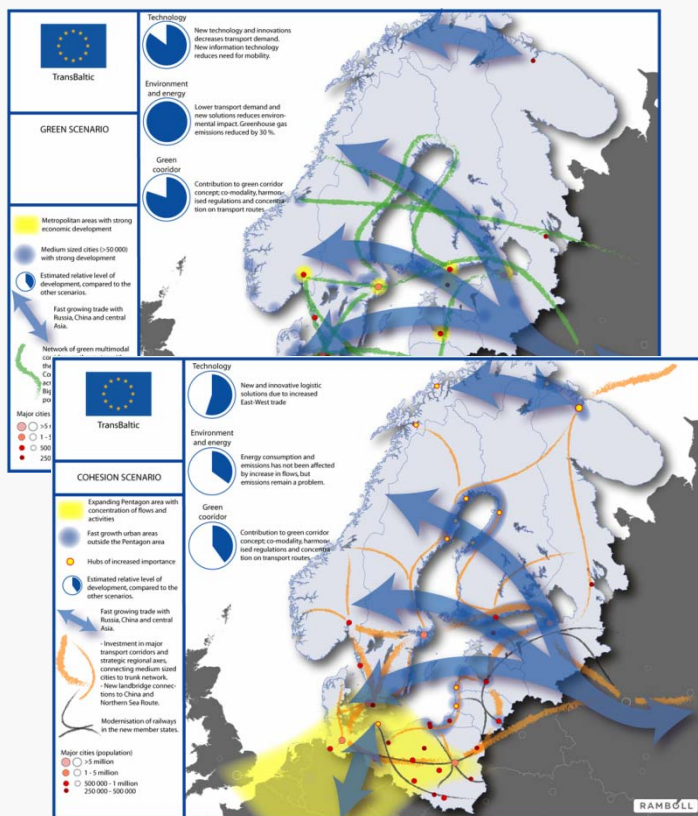 TransBaltic
GREEN SCENARIO
Metropolitan areas with strong
economic development
Medium sized cities (>50 000)
with strong development
Estimated relative level of
development, compared to the
other scenarios.
Fast growing trade with
Russia, China and central
Asia.
Network of green multimodal
the
Co
ac
Big
po
Major cities
>5
1 - 5
500
250
Technology
New technology and innovations
decreases transport demand.
New information technology
reduces need for mobility.
Environment
and energy
Lower transport demand and
new solutions reduces environ-
mental impact. Greenhouse gas
emissions reduced by 30 %.
Green
cooridor
Contribution to green corridor
concept; co-modality, harmon-
ised regulations and concentra-
tion on transport routes.
TransBaltic
COHESION SCENARIO
Expanding Pentagon area with
concentration of flows and
activities
Fast growth urban areas
outside the Pentagon area
Hubs of increased importance
Estimated relative level of
development, compared to the
other scenarios.
Fast growing trade with
Russia, China and central
Asia.
- Investment in major
transport corridors and
strategic regional axes,
connecting medium sized
cities to trunk network.
- New landbridge connec-
tions to China and
Northern Sea Route.
Modernisation of railways
in the new member states.
Major cities (population)
>5 million
1 - 5 million
500 000 - 1 million
250 000 - 500 000
Technology
New and innovative logistic
solutions due to increased
East-West trade
Environment
and energy
Energy consumption and
emissions has not been affected
by increase in flows, but
emissions remain a problem.
Green
cooridor
Contribution to green corridor
concept; co-modality, harmon-
ised regulations and concentra-
tion on transport routes.
RAMBOLL